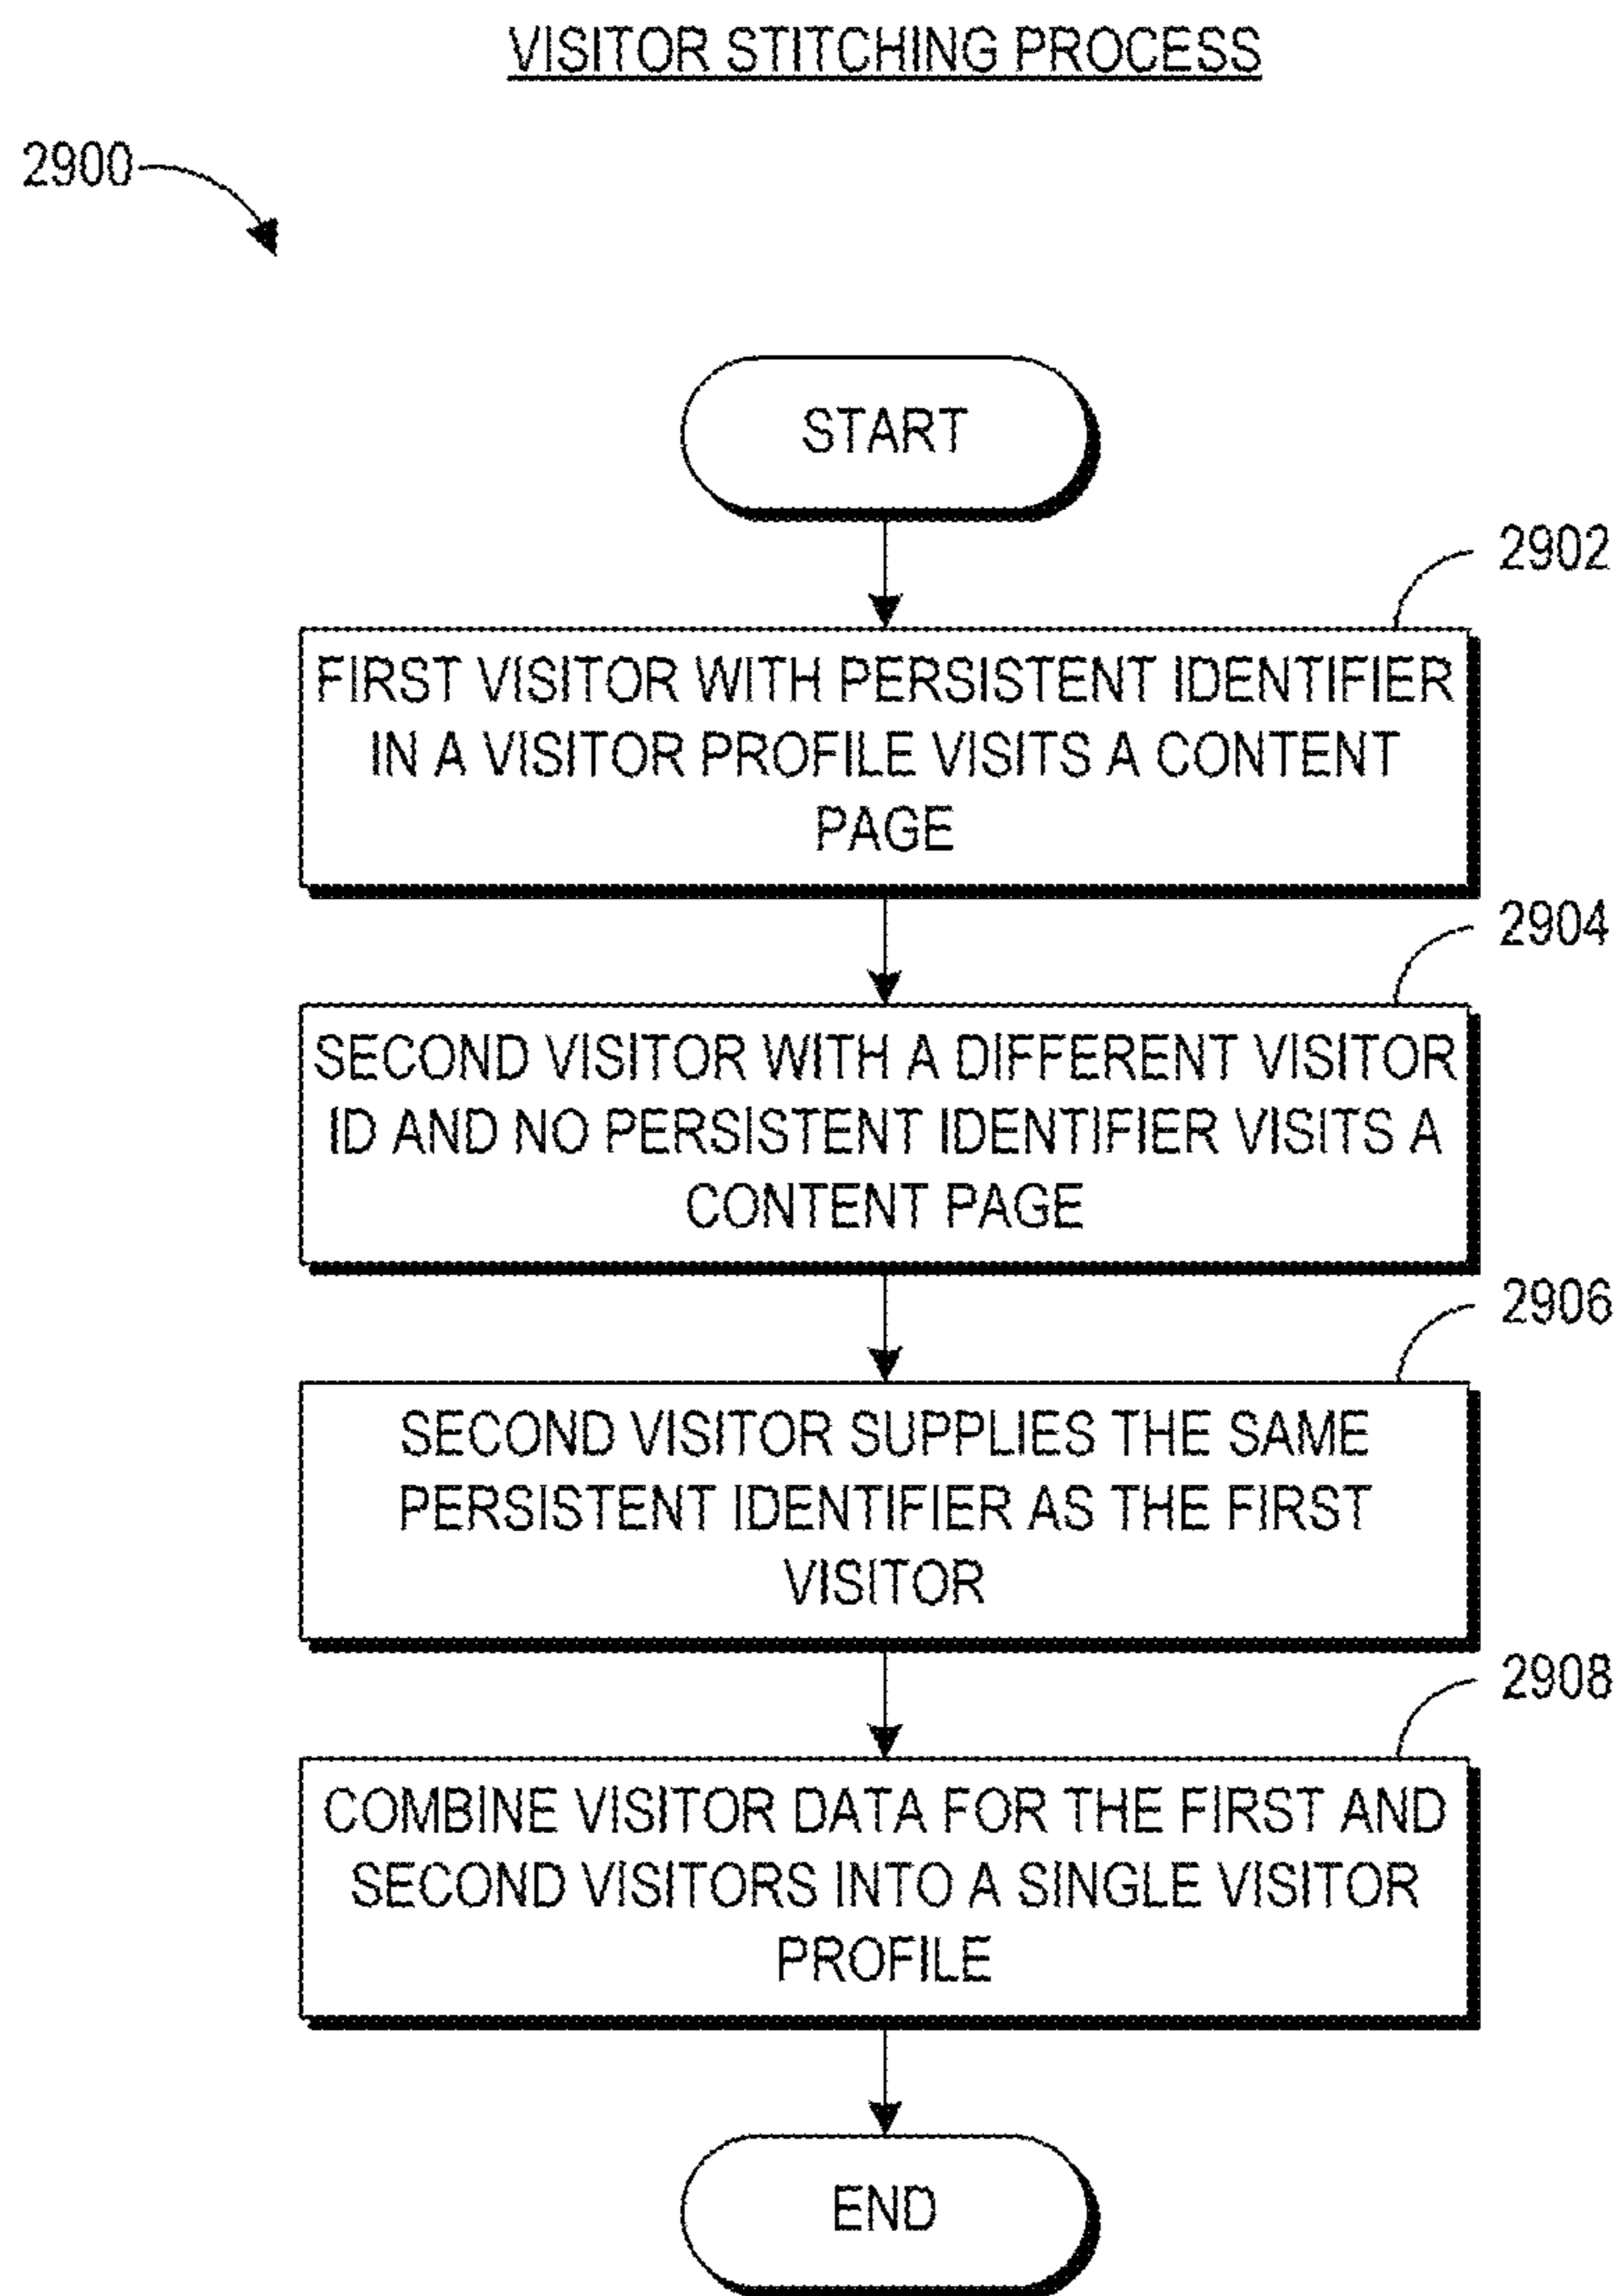 VISITOR STITCHING PROCESS
2900
START
2902
FIRST VISITOR WITH PERSISTENT IDENTIFIER
IN A VISITOR PROFILE VISITS A CONTENT
PAGE
2904
SECOND VISITOR WITH A DIFFERENT VISITOR
ID AND NO PERSISTENT IDENTIFIER VISITS A
CONTENT PAGE
2906
SECOND VISITOR SUPPLIES THE SAME
PERSISTENT IDENTIFIER AS THE FIRST
VISITOR
2908
COMBINE VISITOR DATA FOR THE FIRST AND
SECOND VISITORS INTO A SINGLE VISITOR
PROFILE
END